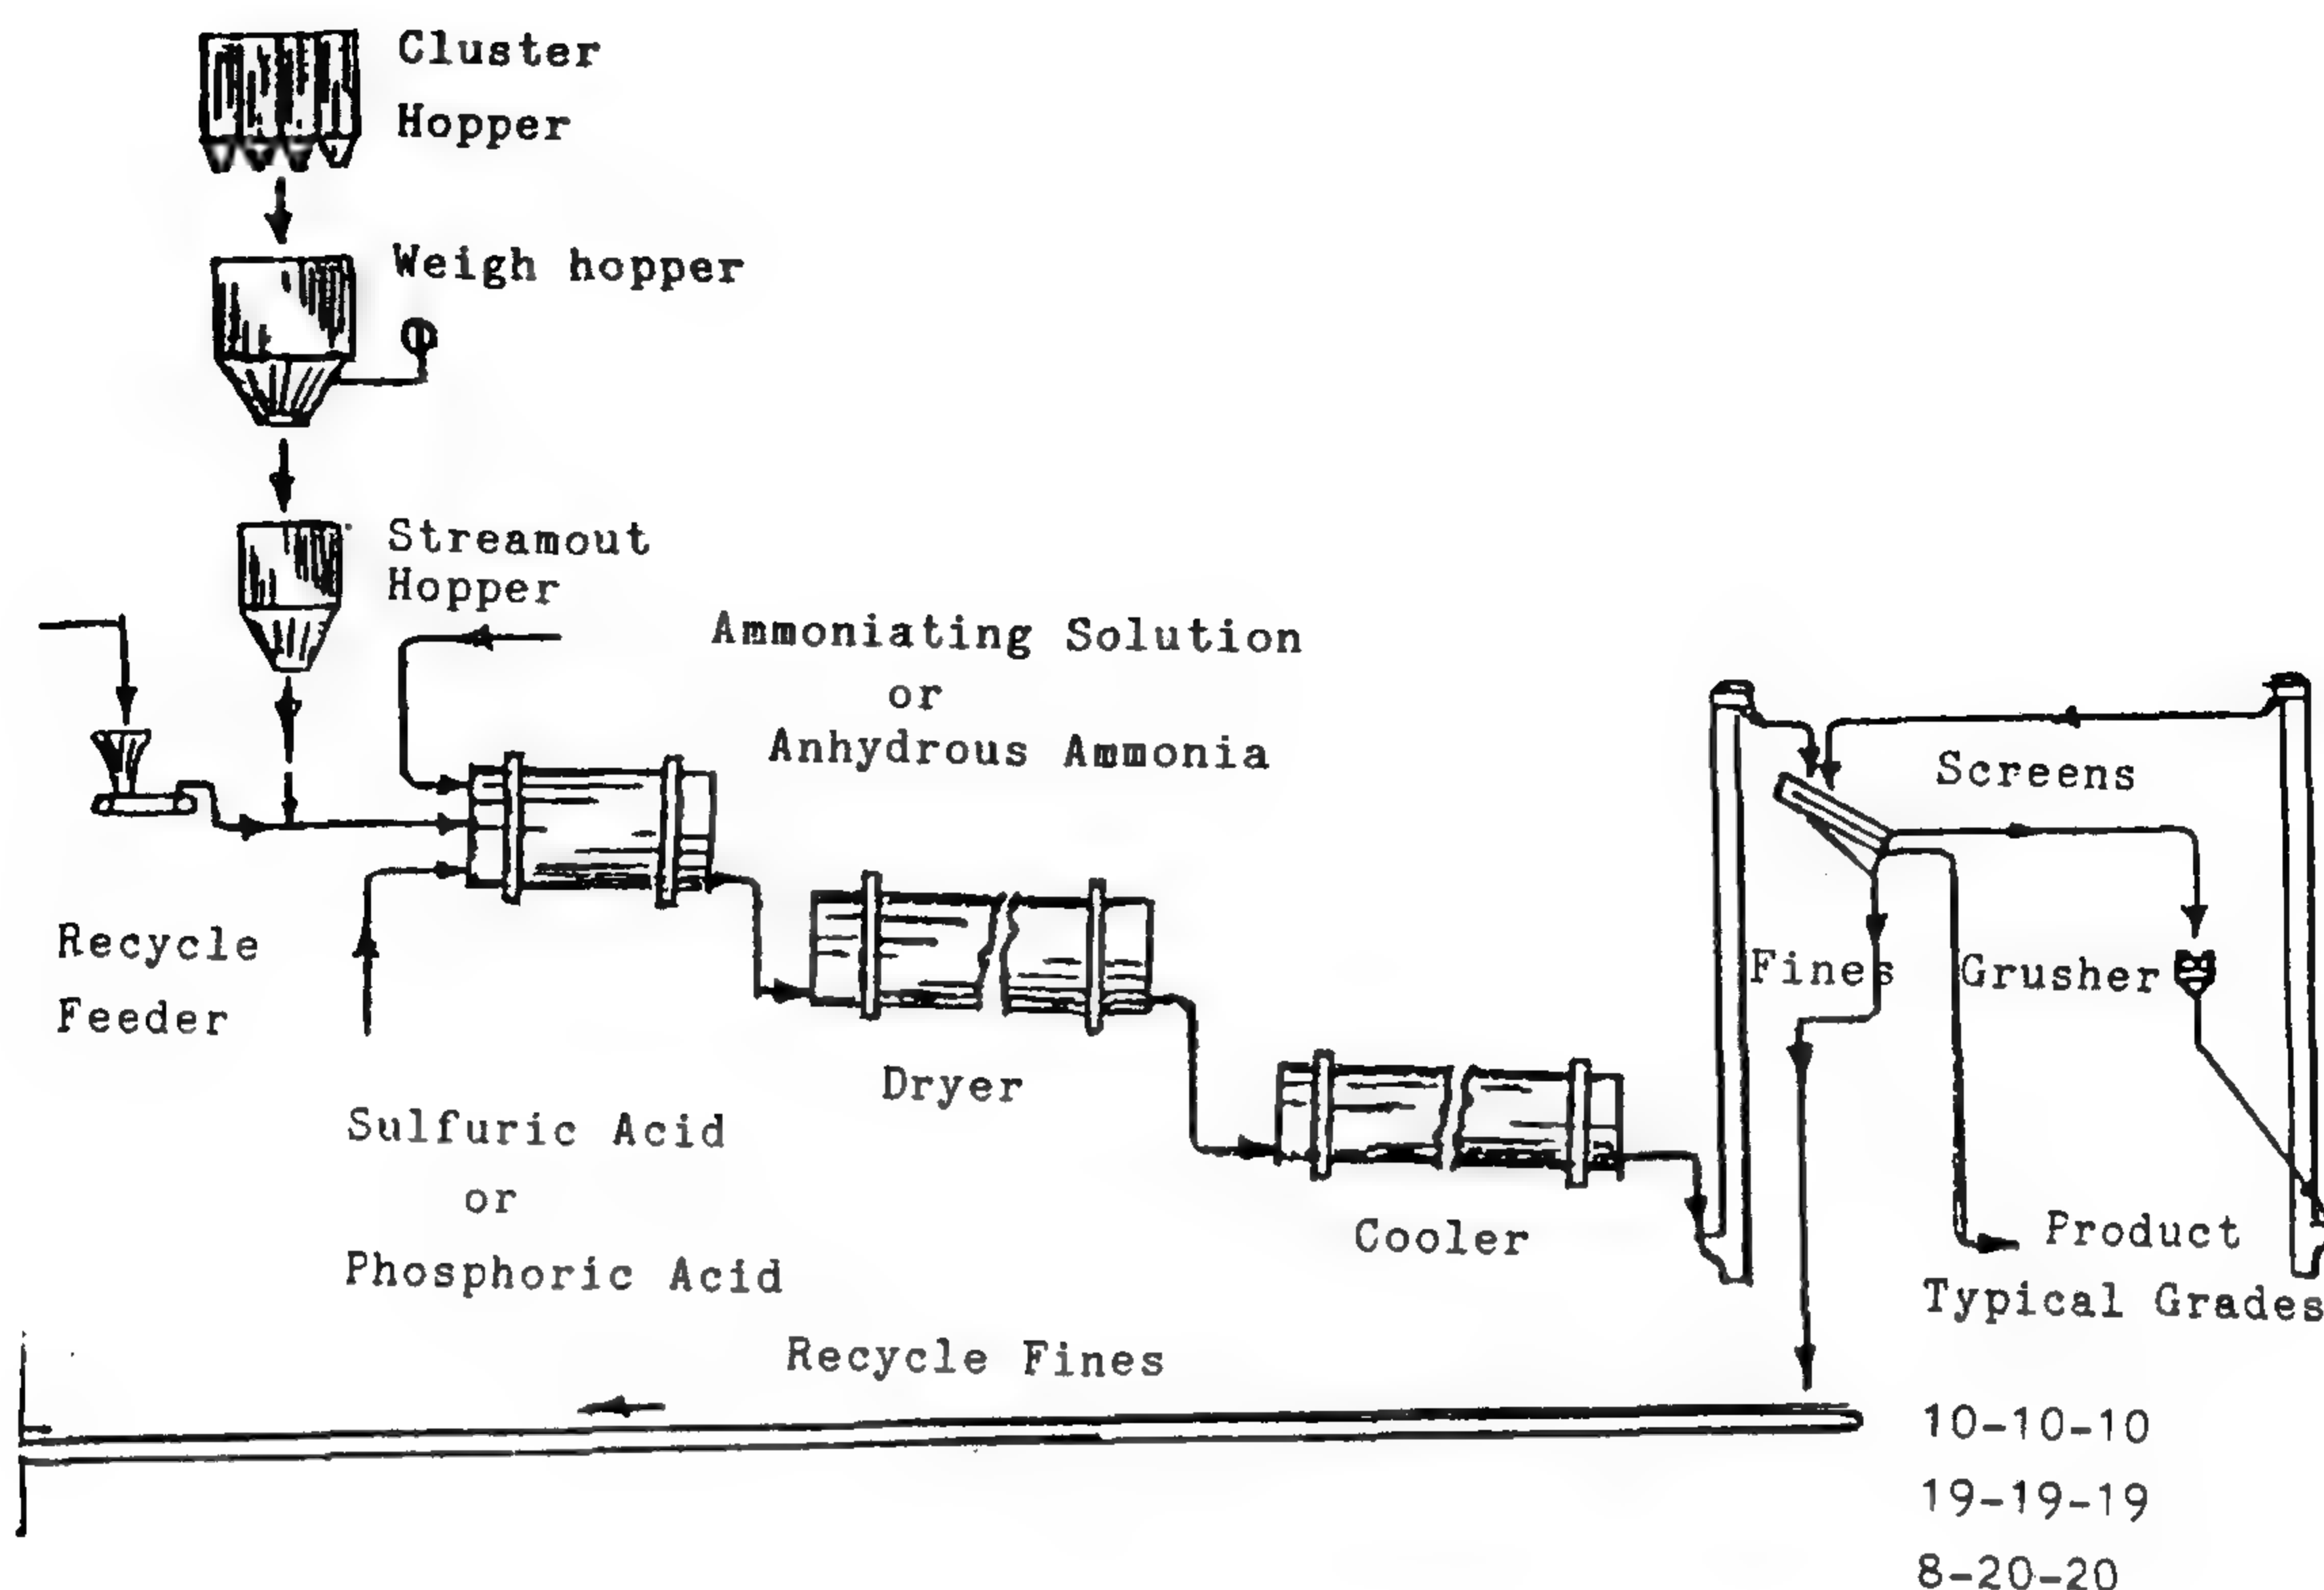 Cluster
Hopper
Weigh hopper
Streamout
Hopper
Ammoniating Solution
or
Anhydrous Ammonia
Screens
Recycle
Feeder
Fines
Grusher
Dryer
Sulfuric Acid
or
Phosphoric Acid
Cooler
Product
Typical Grades
Recycle Fines
10-10-10
19-19-19
8-20-20